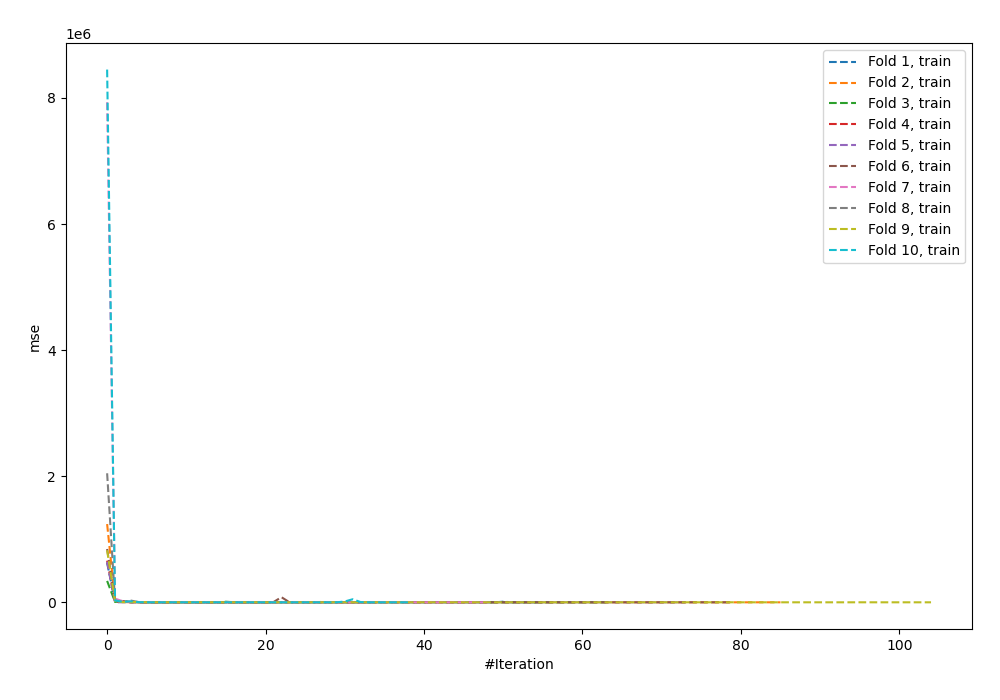 1e6
8
6
4
2
0
mse
0 20 40 60 80 100
#Iteration
Fold 1, train
Fold 2, train
Fold 3, train
Fold 4, train
Fold 5, train
Fold 6, train
Fold 7, train
Fold 8, train
Fold 9, train
Fold 10, train